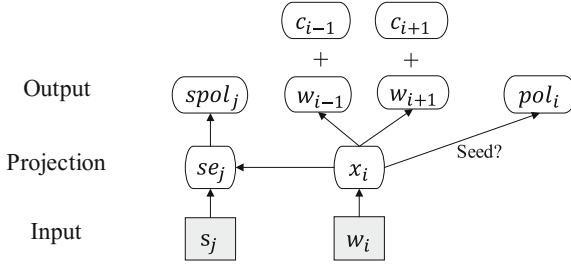 c_{i-1} c_{i+1}
+ +
Output spol_j w_{i-1} w_{i+1} pol_i
Seed?
Projection se_j x_i
Input s_j w_i